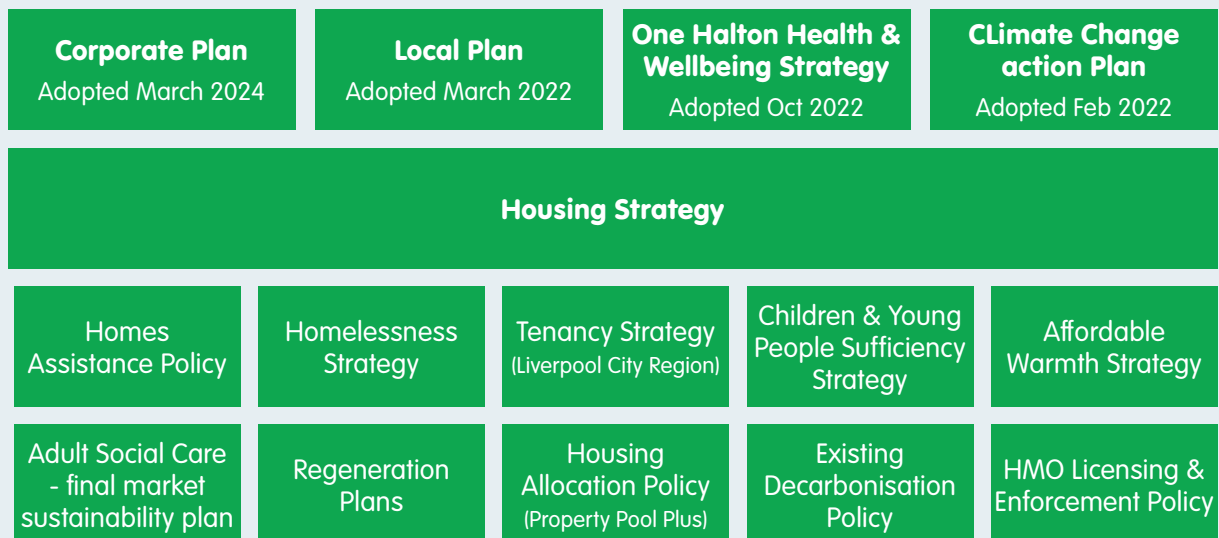 Corporate Plan
Adopted March 2024
Local Plan
Adopted March 2022
One Halton Health &
Wellbeing Strategy
Adopted Oct 2022
CLimate Change
action Plan
Adopted Feb 2022
Housing Strategy
Homes
Assistance Policy
Homelessness
Strategy
Tenancy Strategy
(Liverpool City Region)
Children & Young
People Sufficiency
Strategy
Affordable
Warmth Strategy
Adult Social Care
- final market
sustainability plan
Regeneration
Plans
Housing
Allocation Policy
(Property Pool Plus)
Existing
Decarbonisation
Policy
HMO Licensing &
Enforcement Policy